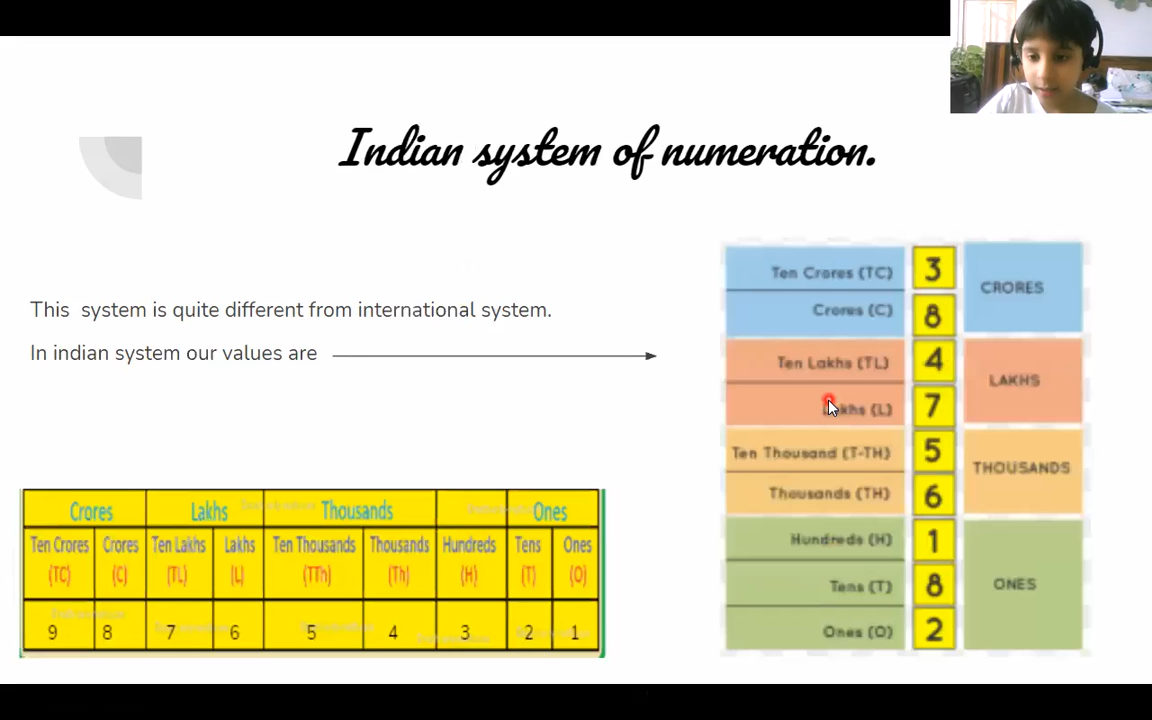 Indian system of numeration.
This system is quite different from international system.
In indian system our values are
Ten Crores (TC) 3 CRORES
Crores (C) 8
Ten Lakhs (TL) 4 LAKHS
Lakhs (L) 7
Ten Thousand (T-TH) 5 THOUSANDS
Thousands (TH) 6
Hundreds (H) 1
Tens (T) 8 ONES
Ones (O) 2
Crores Lakhs Thousands Ones
Ten Crores Crores Ten Lakhs Lakhs Ten Thousands Thousands Hundreds Tens Ones
(TC) (C) (TL) (L) (TTh) (Th) (H) (T) (O)
9 8 7 6 5 4 3 2 1